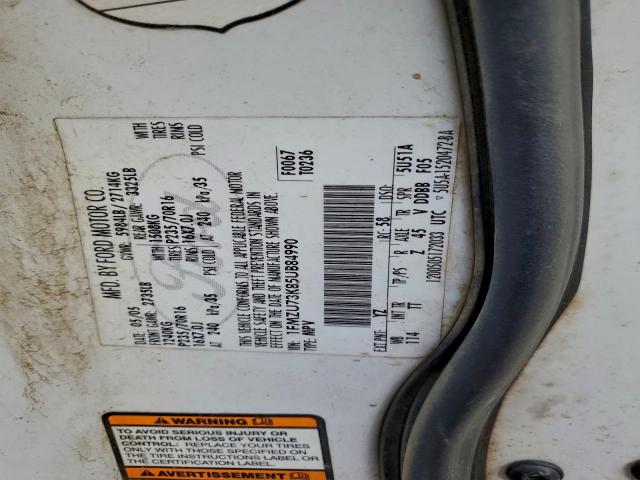 MFD. BY FORD MOTOR CO.
DATE: 05/05 GVWR: 5984LB/ 2714KG
FRONT GAWR: 2735LB REAR GAWR: 3325LB
1240KG WITH 1508KG WITH
P235/70R16 TIRES P235/70R16 TIRES
16X7.0J RIMS 16X7.0J RIMS
AT 240 kPa/35 PSI COLD AT 240 kPa/35 PSI COLD
THIS VEHICLE CONFORMS TO ALL APPLICABLE FEDERAL MOTOR
VEHICLE SAFETY AND THEFT PREVENTION STANDARDS IN
EFFECT ON THE DATE OF MANUFACTURE SHOWN ABOVE.
VIN: 1FMZU73K85UB84990 F0067
TYPE: MPV T0236
EXT PNT: YZ RC: 58 DSO:
WB INT TR TP/PS R AXLE TR SPR 5U5TA
114 TT Z 45 V DDBB F05
1200505172033 UTC 5U5A-1520472-BA
WARNING
TO AVOID SERIOUS INJURY OR
DEATH FROM LOSS OF VEHICLE
CONTROL: REPLACE YOUR TIRES
ONLY WITH THOSE SPECIFIED ON
THE TIRE INSTRUCTIONS LABEL OR
THE CERTIFICATION LABEL.
AVERTISSEMENT